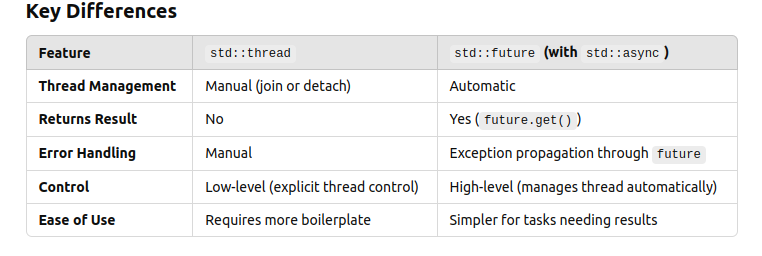 Key Differences
Feature std::thread std::future (with std::async)
Thread Management Manual (join or detach) Automatic
Returns Result No Yes (future.get())
Error Handling Manual Exception propagation through future
Control Low-level (explicit thread control) High-level (manages thread automatically)
Ease of Use Requires more boilerplate Simpler for tasks needing results